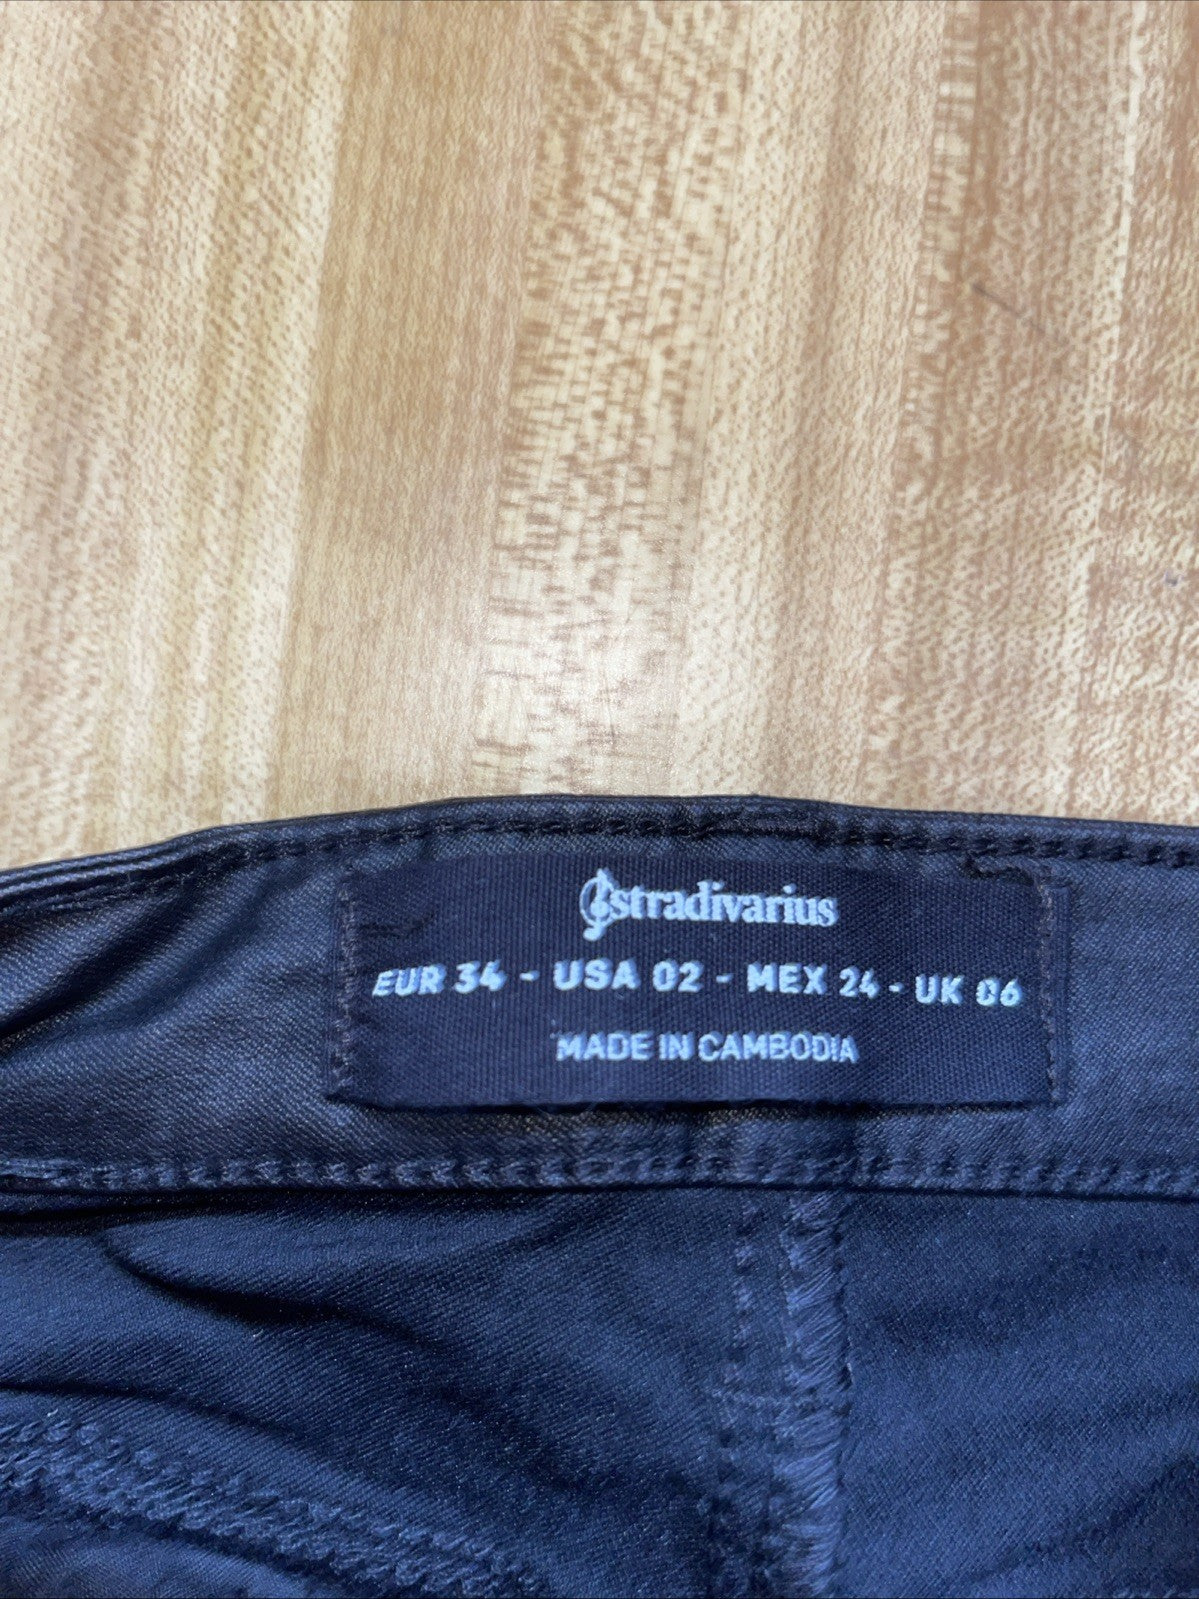 stradivarius
EUR 34 - USA 02 - MEX 24 - UK 06
MADE IN CAMBODIA